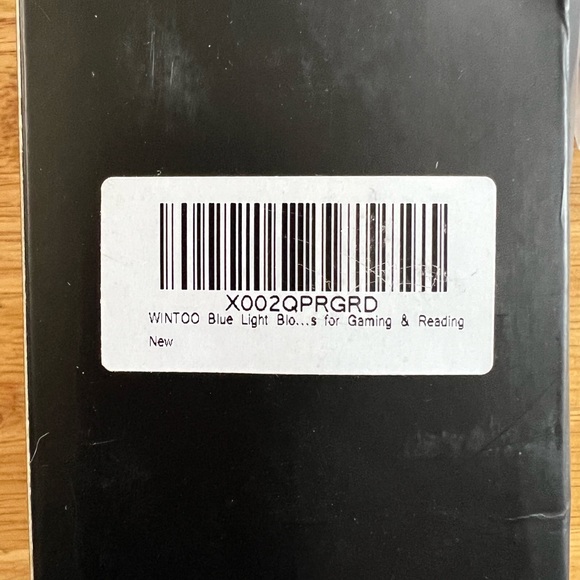 X002QPRGRD
WINTOO Blue Light Blo...s for Gaming & Reading
New